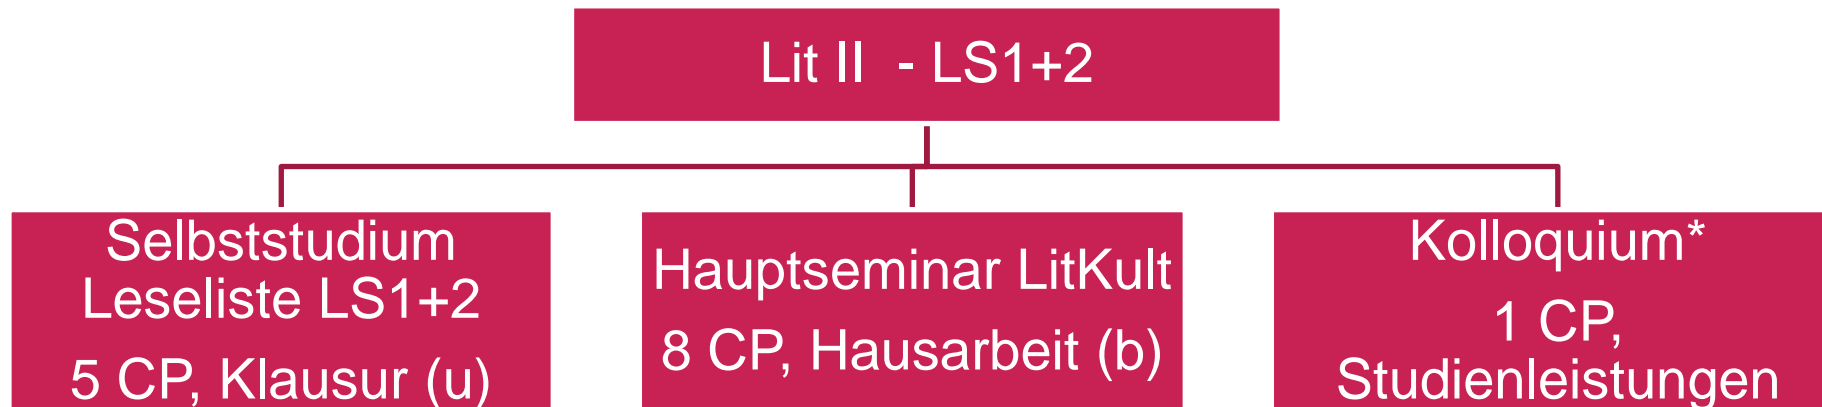 Lit II - LS1+2
Selbststudium
Leseliste LS1+2
5 CP, Klausur (u)
Hauptseminar LitKult
8 CP, Hausarbeit (b)
Kolloquium*
1 CP,
Studienleistungen